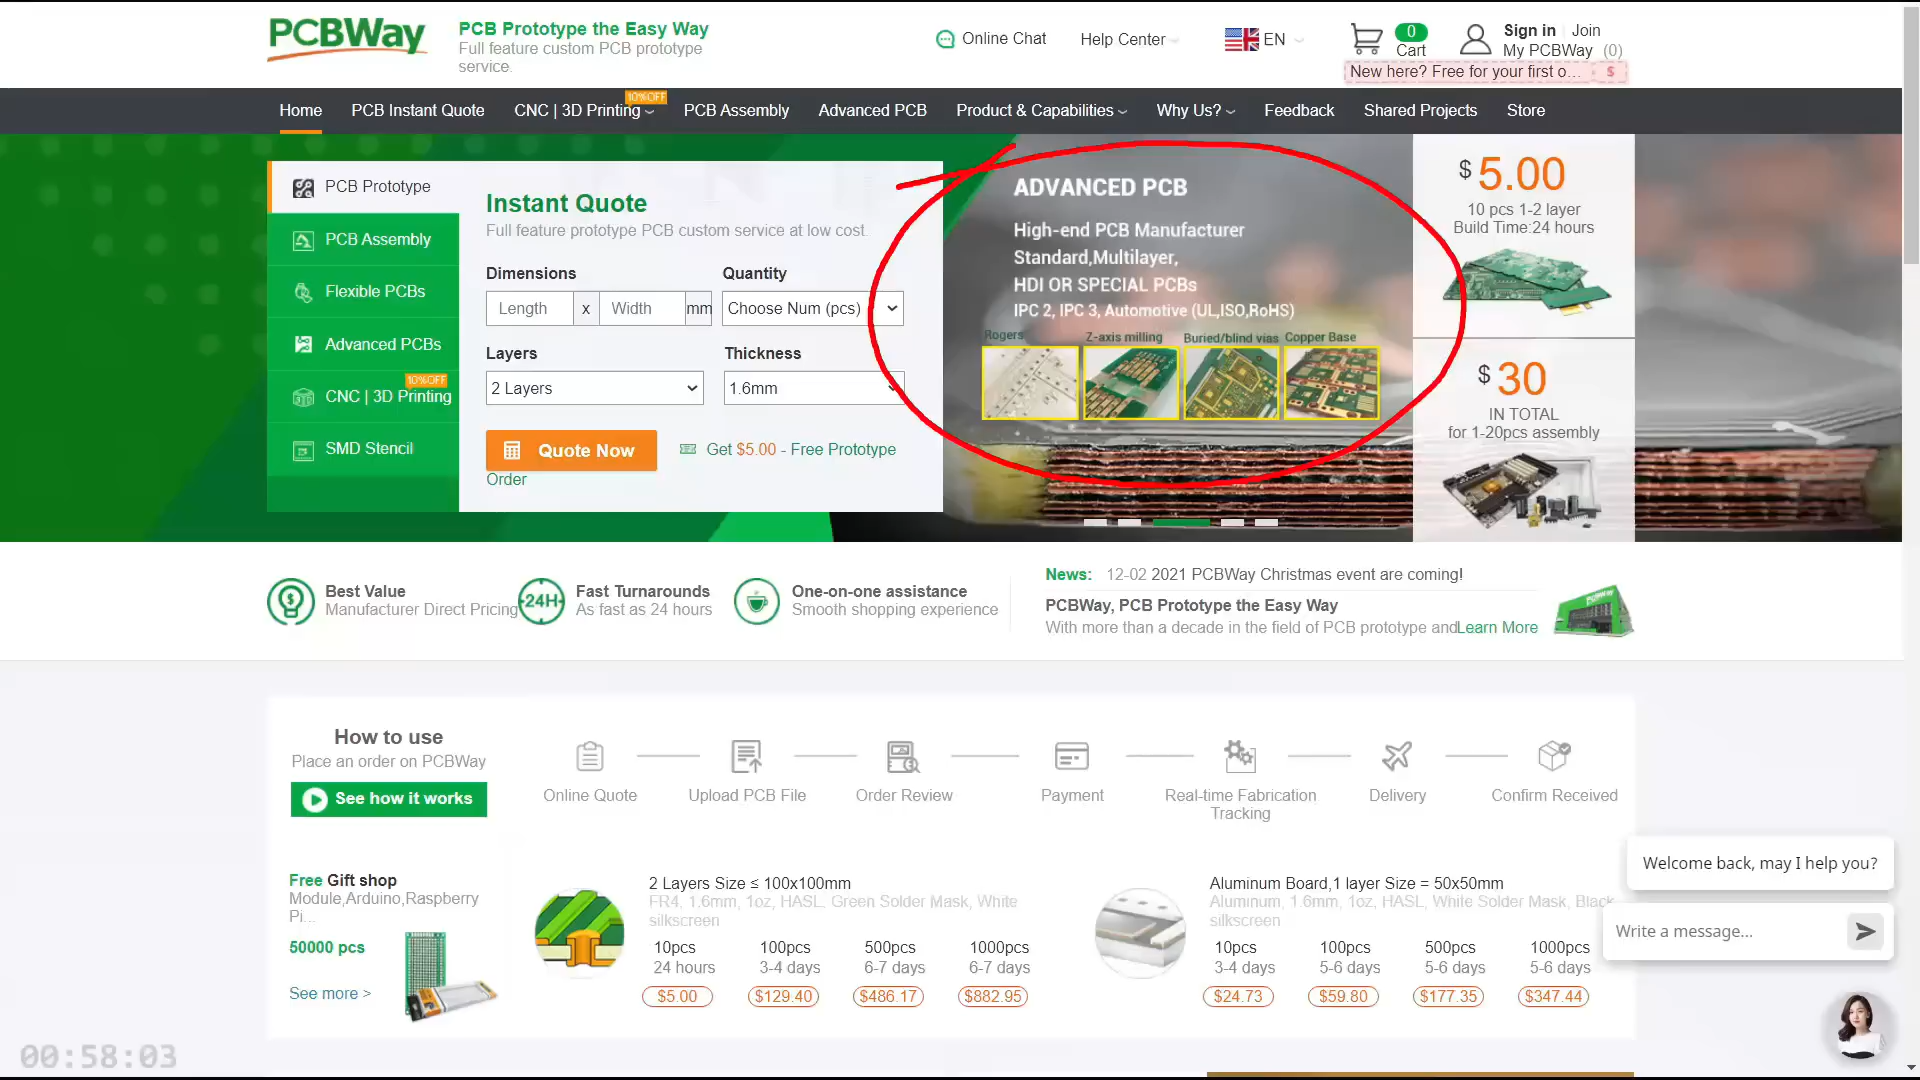 PCBWay
PCB Prototype the Easy Way
Full feature custom PCB prototype
service.
Online Chat
Help Center
EN
0
Cart
Sign in
Join
My PCBWay (0)
New here? Free for your first o... $
Home
PCB Instant Quote
CNC | 3D Printing
10%OFF
PCB Assembly
Advanced PCB
Product & Capabilities
Why Us?
Feedback
Shared Projects
Store
PCB Prototype
PCB Assembly
Flexible PCBs
Advanced PCBs
10%OFF
CNC | 3D Printing
SMD Stencil
Instant Quote
Full feature prototype PCB custom service at low cost.
Dimensions
Quantity
Length x Width mm
Choose Num (pcs)
Layers
Thickness
2 Layers
1.6mm
Quote Now
Get $5.00 - Free Prototype
Order
ADVANCED PCB
High-end PCB Manufacturer
Standard,Multilayer,
HDI OR SPECIAL PCBs
IPC 2, IPC 3, Automotive (UL,ISO,RoHS)
Rogers
Z-axis milling
Buried/blind vias
Copper Base
$ 5.00
10 pcs 1-2 layer
Build Time:24 hours
$ 30
IN TOTAL
for 1-20pcs assembly
Best Value
Manufacturer Direct Pricing
24H
Fast Turnarounds
As fast as 24 hours
One-on-one assistance
Smooth shopping experience
News: 12-02 2021 PCBWay Christmas event are coming!
PCBWay, PCB Prototype the Easy Way
With more than a decade in the field of PCB prototype and Learn More
PCBWay
How to use
Place an order on PCBWay
See how it works
Online Quote
Upload PCB File
Order Review
Payment
Real-time Fabrication
Tracking
Delivery
Confirm Received
Free Gift shop
Module,Arduino,Raspberry
Pi...
50000 pcs
See more >
2 Layers Size ≤ 100x100mm
FR4, 1.6mm, 1oz, HASL, Green Solder Mask, White
silkscreen
10pcs 100pcs 500pcs 1000pcs
24 hours 3-4 days 6-7 days 6-7 days
$5.00 $129.40 $486.17 $882.95
Aluminum Board,1 layer Size = 50x50mm
Aluminum, 1.6mm, 1oz, HASL, White Solder Mask, Black
silkscreen
10pcs 100pcs 500pcs 1000pcs
3-4 days 5-6 days 5-6 days 5-6 days
$24.73 $59.80 $177.35 $347.44
Welcome back, may I help you?
Write a message...
00:58:03